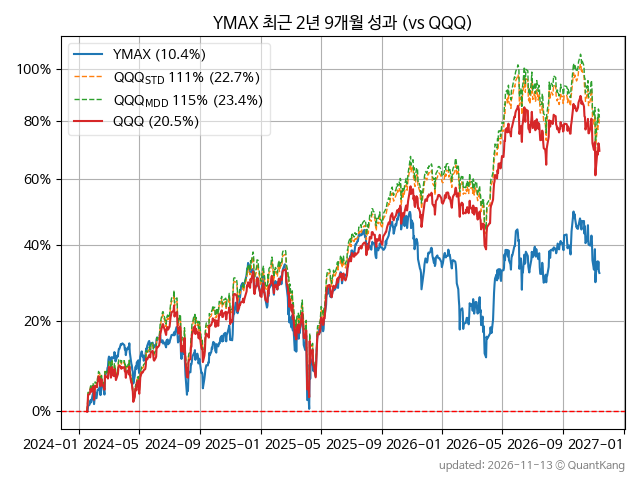 YMAX 최근 2년 9개월 성과 (vs QQQ)
YMAX (10.4%)
QQQSTD 111% (22.7%)
QQQMDD 115% (23.4%)
QQQ (20.5%)
100%
80%
60%
40%
20%
0%
2024-01 2024-05 2024-09 2025-01 2025-05 2025-09 2026-01 2026-05 2026-09 2027-01
updated: 2026-11-13 © QuantKang